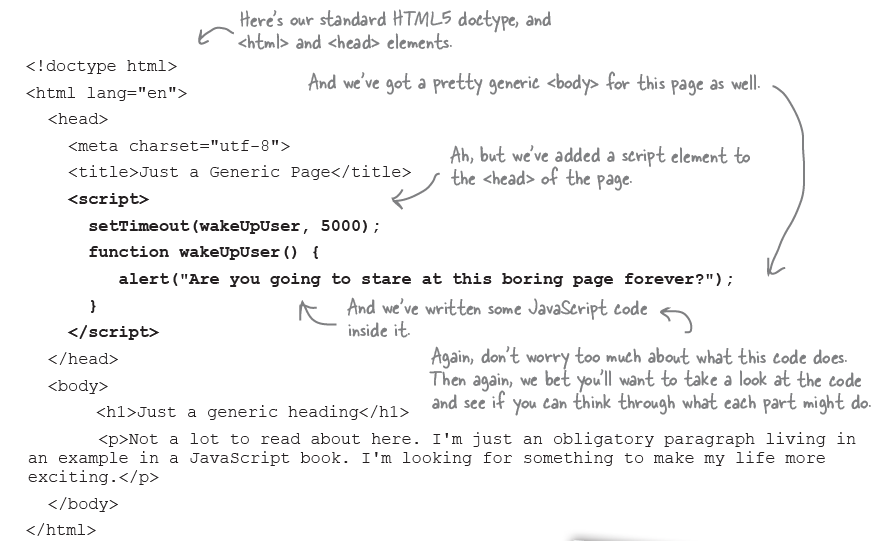 Here's our standard HTML5 doctype, and
<html> and <head> elements.
<!doctype html>
And we've got a pretty generic <body> for this page as well.
<html lang="en">
<head>
<meta charset="utf-8">
Ah, but we've added a script element to
the <head> of the page.
<title>Just a Generic Page</title>
<script>
setTimeout(wakeUpUser, 5000);
function wakeUpUser() {
alert("Are you going to stare at this boring page forever?");
}
And we've written some JavaScript code
inside it.
</script>
Again, don't worry too much about what this code does.
Then again, we bet you'll want to take a look at the code
and see if you can think through what each part might do.
</head>
<body>
<h1>Just a generic heading</h1>
<p>Not a lot to read about here. I'm just an obligatory paragraph living in
an example in a JavaScript book. I'm looking for something to make my life more
exciting.</p>
</body>
</html>